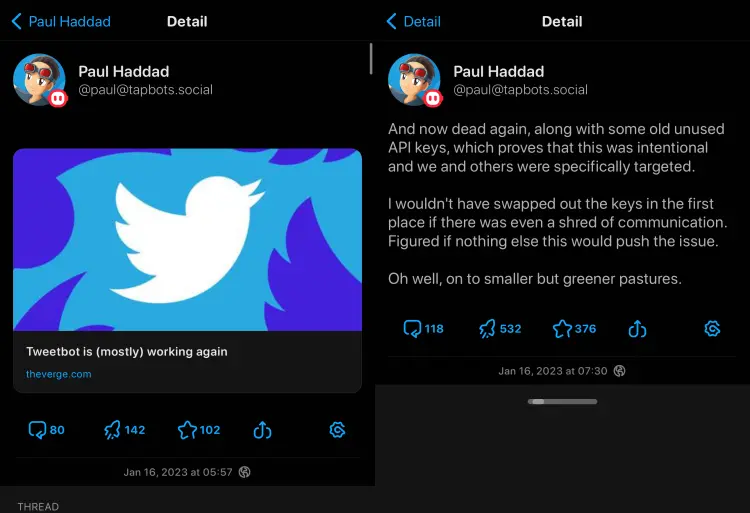 Paul Haddad
Detail
Paul Haddad
@paul@tapbots.social
Tweetbot is (mostly) working again
theverge.com
80
142
102
Jan 16, 2023 at 05:57
THREAD
Detail
Detail
Paul Haddad
@paul@tapbots.social
And now dead again, along with some old unused
API keys, which proves that this was intentional
and we and others were specifically targeted.
I wouldn't have swapped out the keys in the first
place if there was even a shred of communication.
Figured if nothing else this would push the issue.
Oh well, on to smaller but greener pastures.
118
532
376
Jan 16, 2023 at 07:30